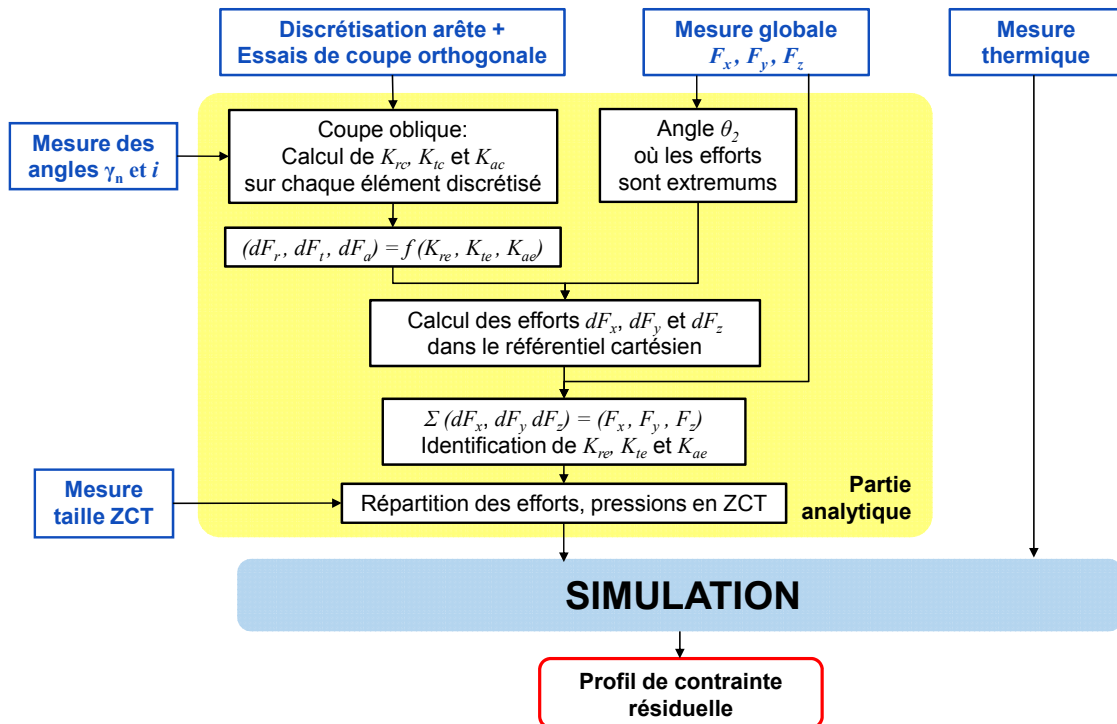 Discrétisation arête +
Essais de coupe orthogonale
Mesure globale
Fx, Fy, Fz
Mesure
thermique
Mesure des
angles γn et i
Coupe oblique:
Calcul de Krc, Ktc et Kac
sur chaque élément discrétisé
Angle θ2
où les efforts
sont extremums
(dFr, dFt, dFa) = f (Kre, Kte, Kae)
Calcul des efforts dFx, dFy et dFz
dans le référentiel cartésien
Σ (dFx, dFy dFz) = (Fx, Fy, Fz)
Identification de Kre, Kte et Kae
Mesure
taille ZCT
Répartition des efforts, pressions en ZCT
Partie
analytique
SIMULATION
Profil de contrainte
résiduelle